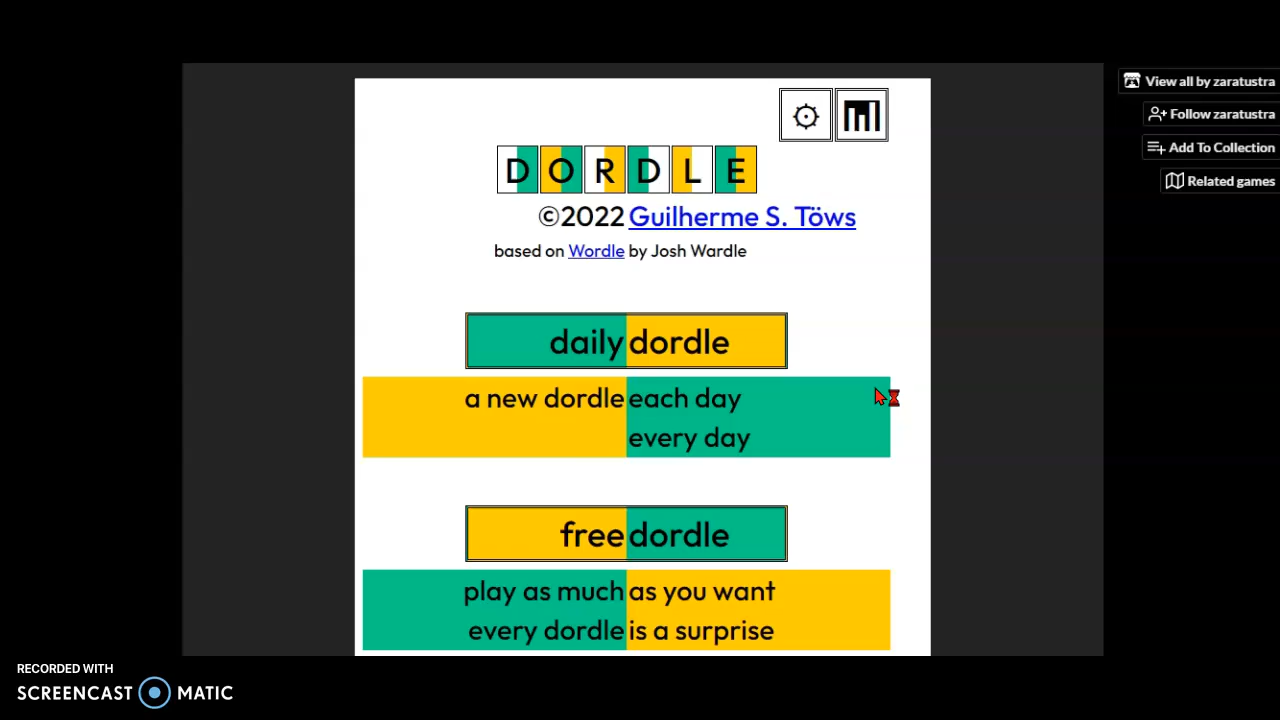 View all by zaratustra
Follow zaratustra
Add To Collection
Related games
DORDLE
©2022 Guilherme S. Töws
based on Wordle by Josh Wardle
daily dordle
a new dordle each day
every day
free dordle
play as much as you want
every dordle is a surprise
RECORDED WITH
SCREENCAST MATIC